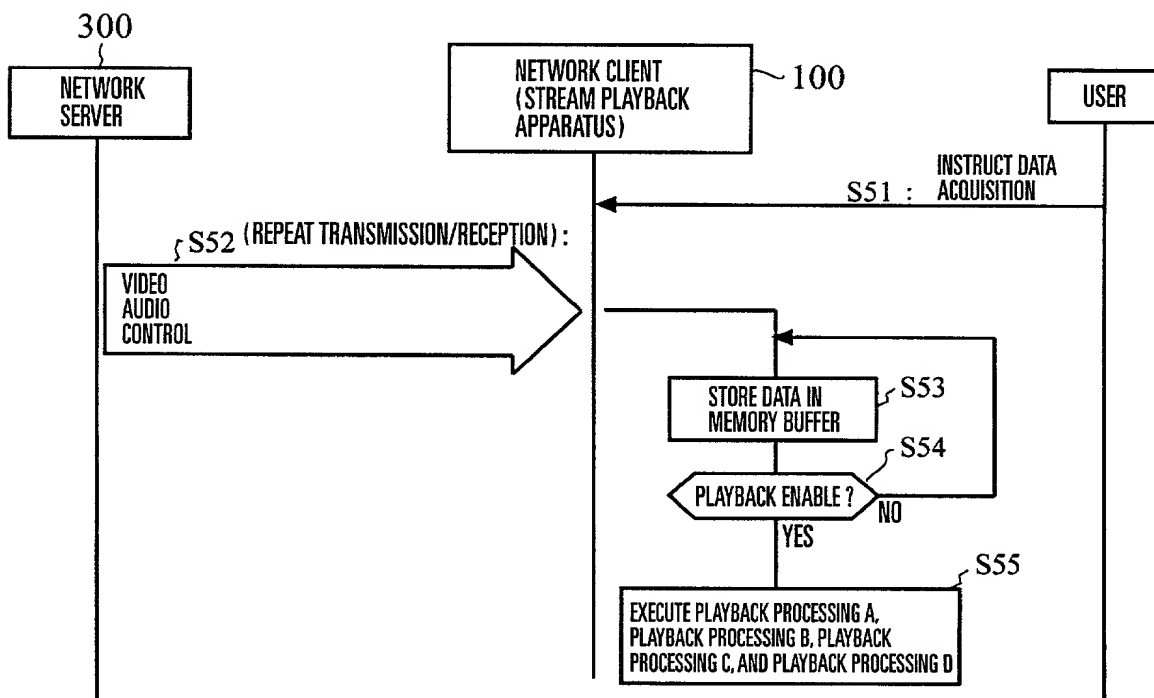 300
NETWORK
SERVER
NETWORK CLIENT
(STREAM PLAYBACK
APPARATUS)
100
USER
INSTRUCT DATA
S51 : ACQUISITION
S52 (REPEAT TRANSMISSION/RECEPTION) :
VIDEO
AUDIO
CONTROL
STORE DATA IN
MEMORY BUFFER
S53
S54
PLAYBACK ENABLE ?
NO
YES
S55
EXECUTE PLAYBACK PROCESSING A,
PLAYBACK PROCESSING B, PLAYBACK
PROCESSING C, AND PLAYBACK PROCESSING D